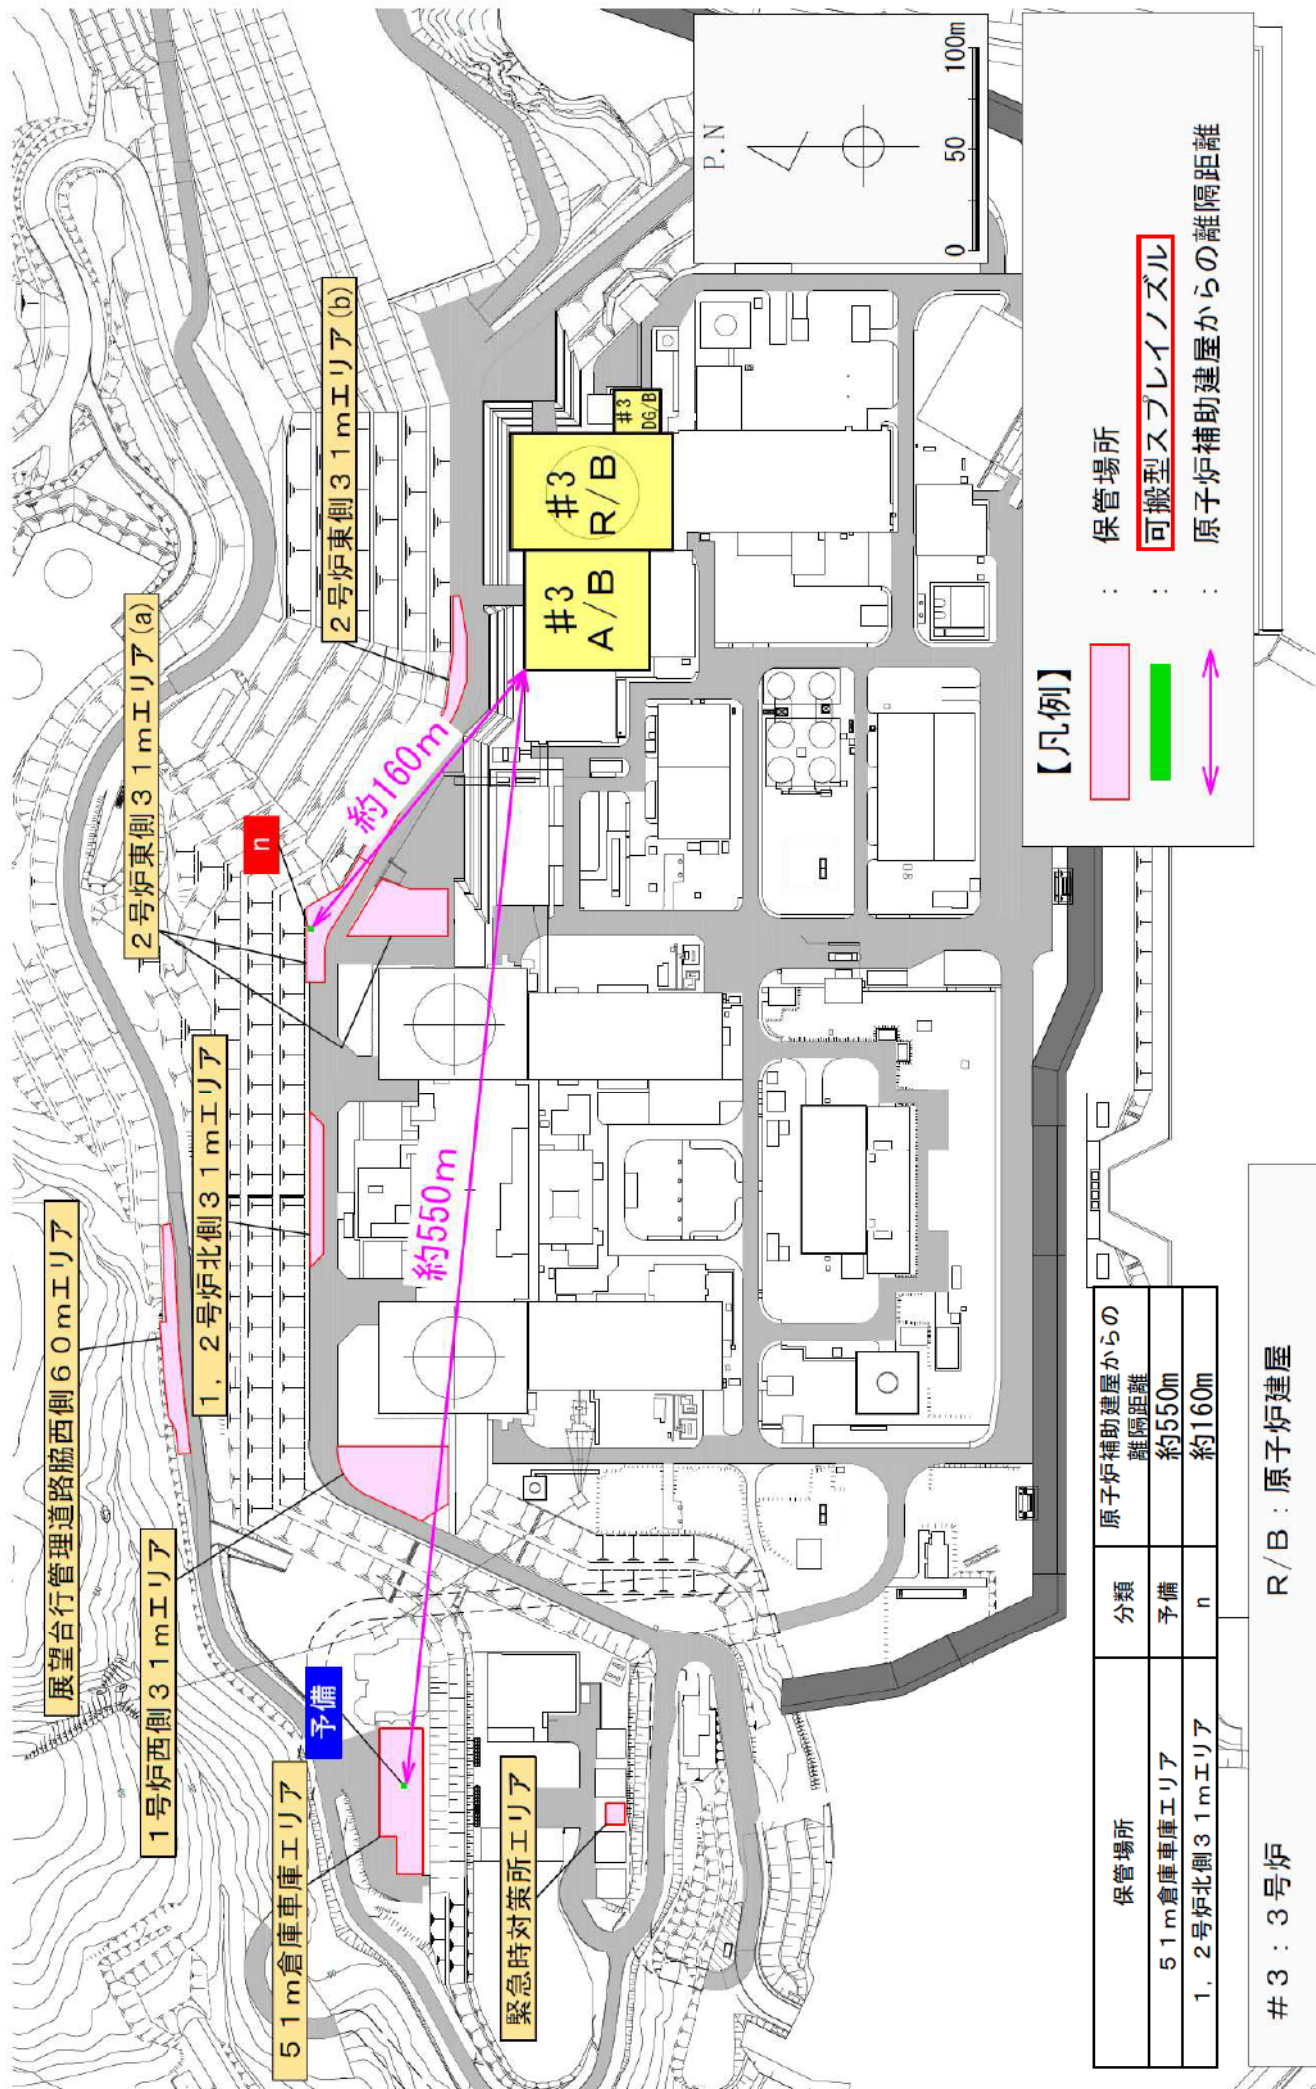 展望台行管理道路脇西側６０ｍエリア
１号炉西側３１ｍエリア
５１ｍ倉庫車庫エリア
緊急時対策所エリア
１，２号炉北側３１ｍエリア
２号炉東側３１ｍエリア(a)
２号炉東側３１ｍエリア(b)
予備
n
約550m
約160m
#3
A/B
#3
R/B
#3
DG/B
P.N
0 50 100m
【凡例】
： 保管場所
： 可搬型スプレイノズル
： 原子炉補助建屋からの離隔距離
保管場所 分類 原子炉補助建屋からの
離隔距離
５１ｍ倉庫車庫エリア 予備 約550m
１，２号炉北側３１ｍエリア n 約160m
＃３：３号炉 R/B：原子炉建屋